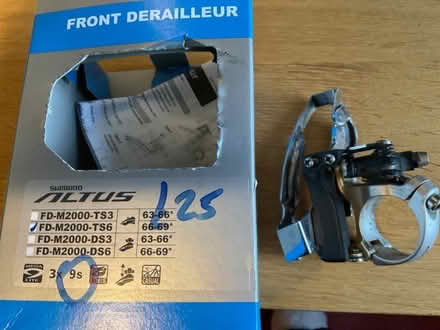 FRONT DERAILLEUR
SHIMANO
ALTUS
125
FD-M2000-TS3 63-66°
FD-M2000-TS6 66-69°
FD-M2000-DS3 63-66°
FD-M2000-DS6 66-69°
3x 9s